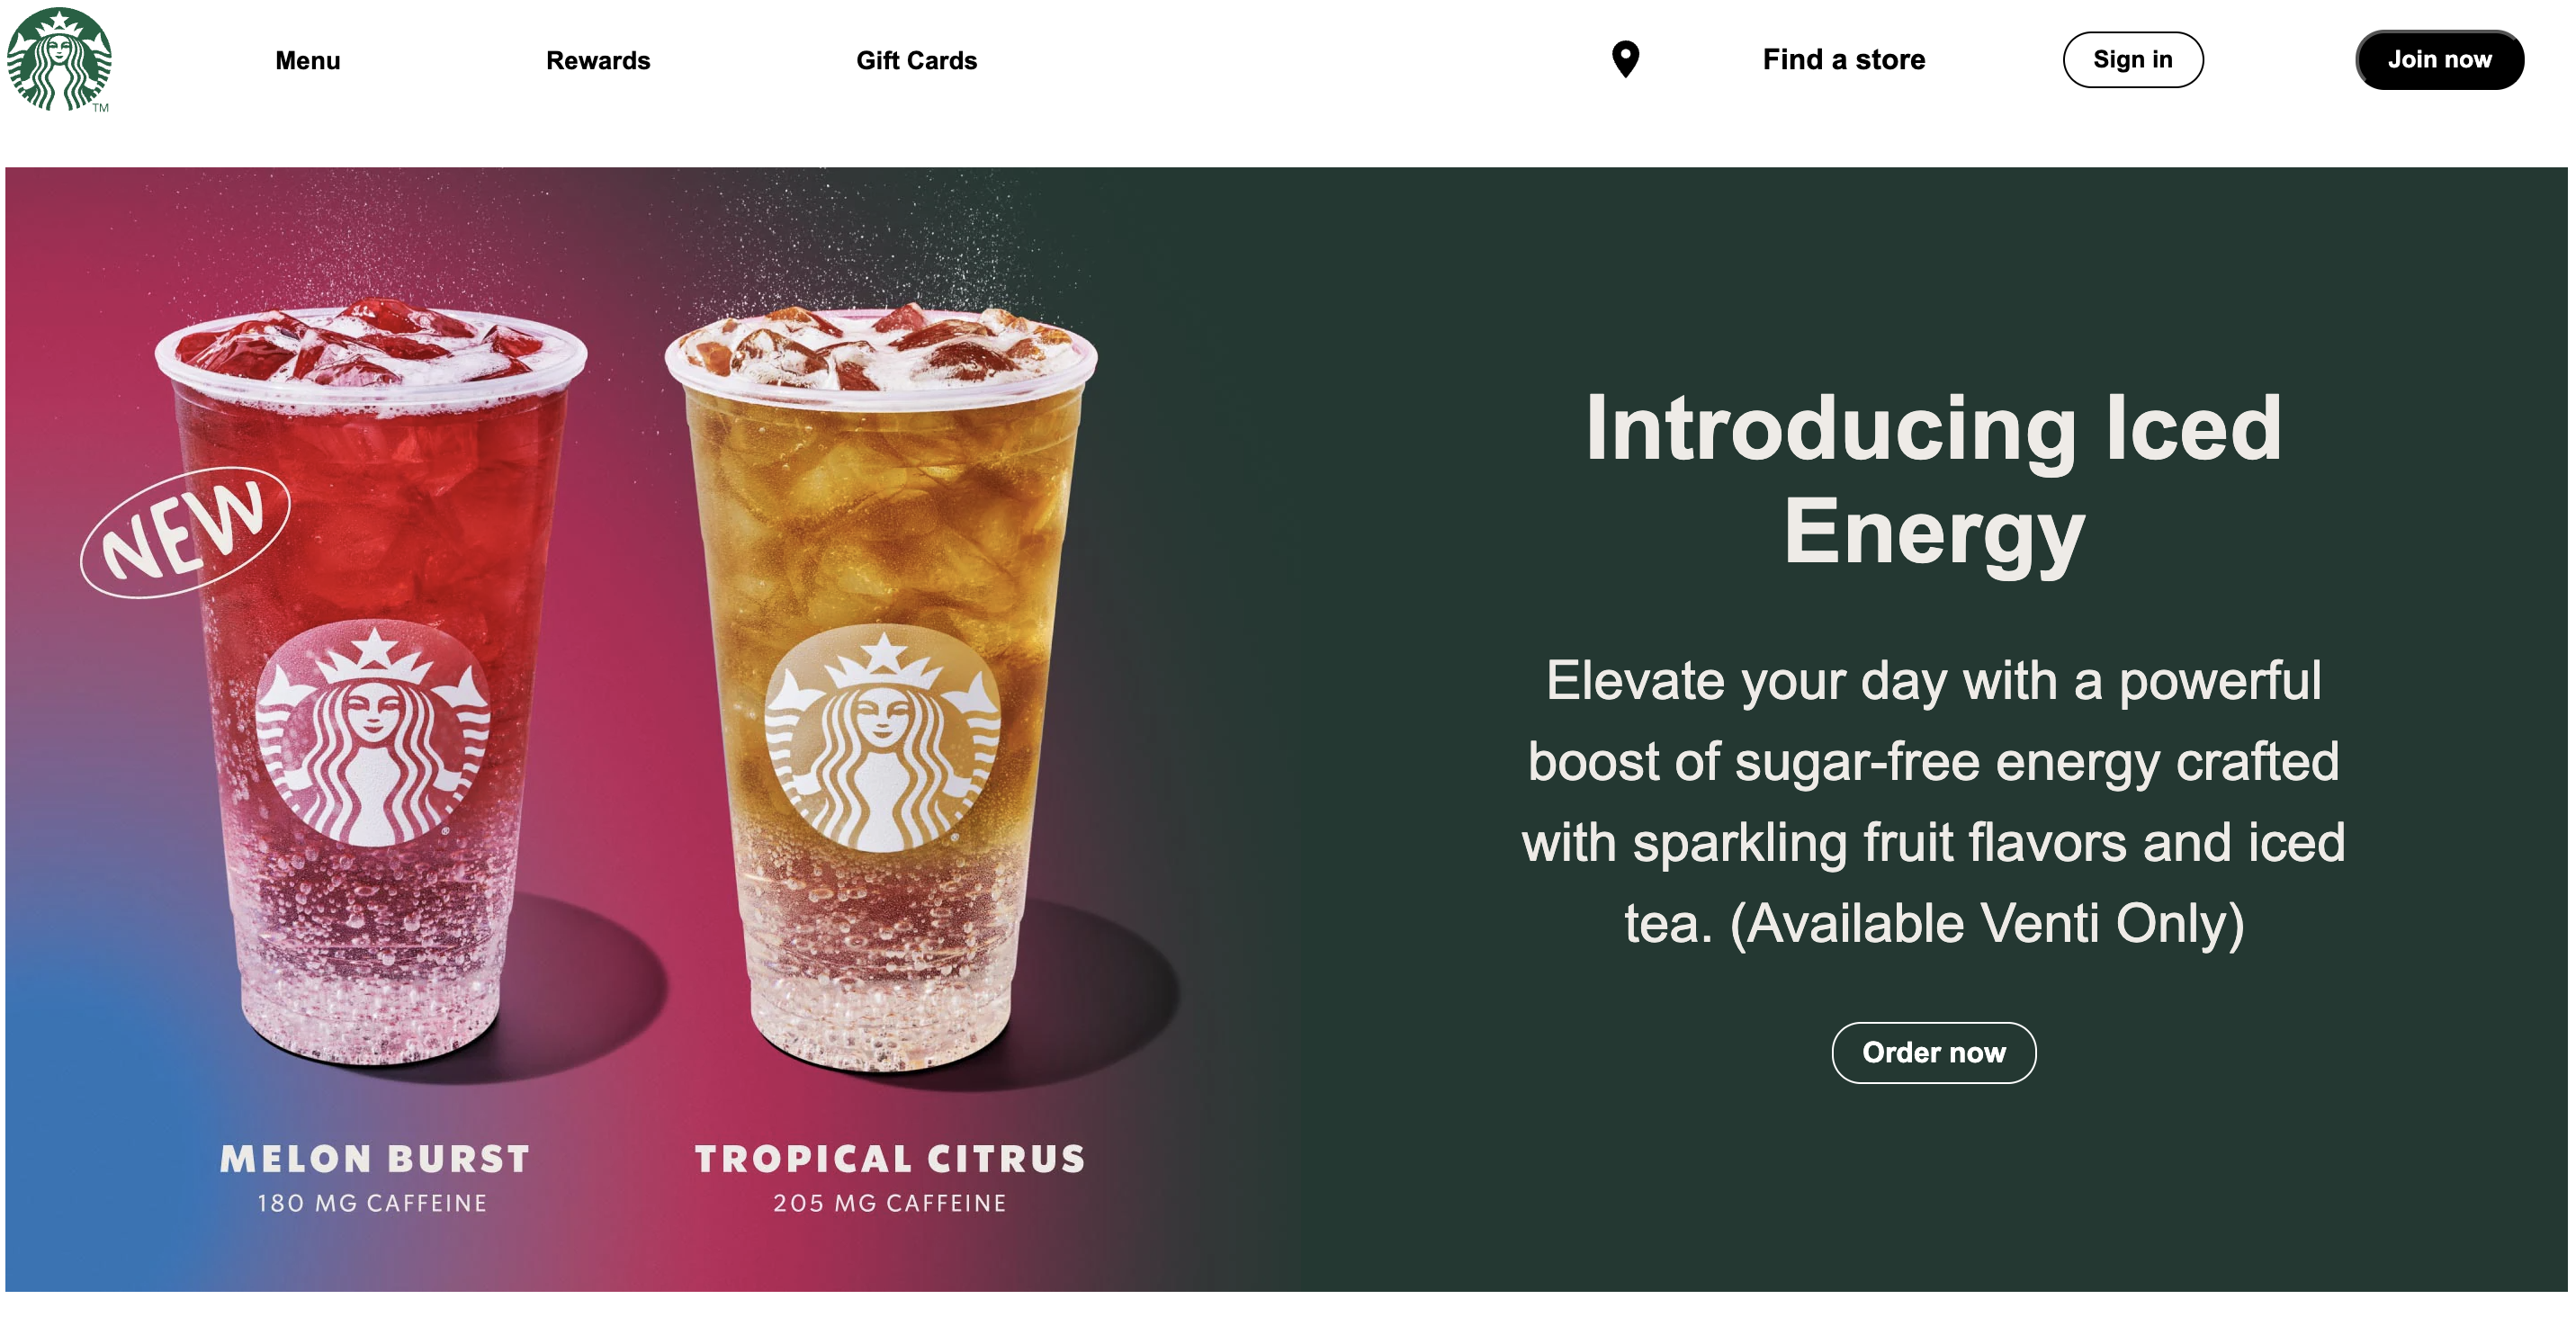 TM
Menu
Rewards
Gift Cards
Find a store
Sign in
Join now
NEW
®
®
MELON BURST
180 MG CAFFEINE
TROPICAL CITRUS
205 MG CAFFEINE
Introducing Iced
Energy
Elevate your day with a powerful
boost of sugar-free energy crafted
with sparkling fruit flavors and iced
tea. (Available Venti Only)
Order now